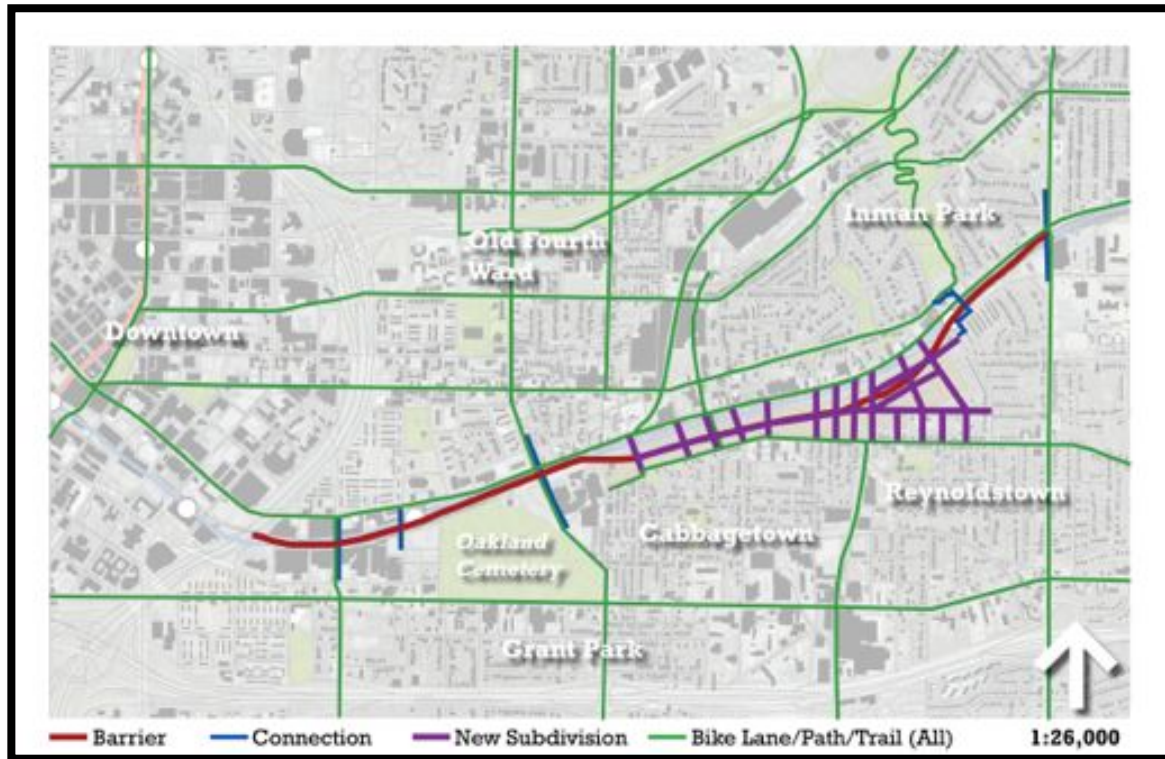 Inman Park
Old Fourth
Ward
Downtown
Reynoldstown
Cabbagetown
Oakland
Cemetery
Grant Park
Barrier
Connection
New Subdivision
Bike Lane/Path/Trail (All)
1:26,000